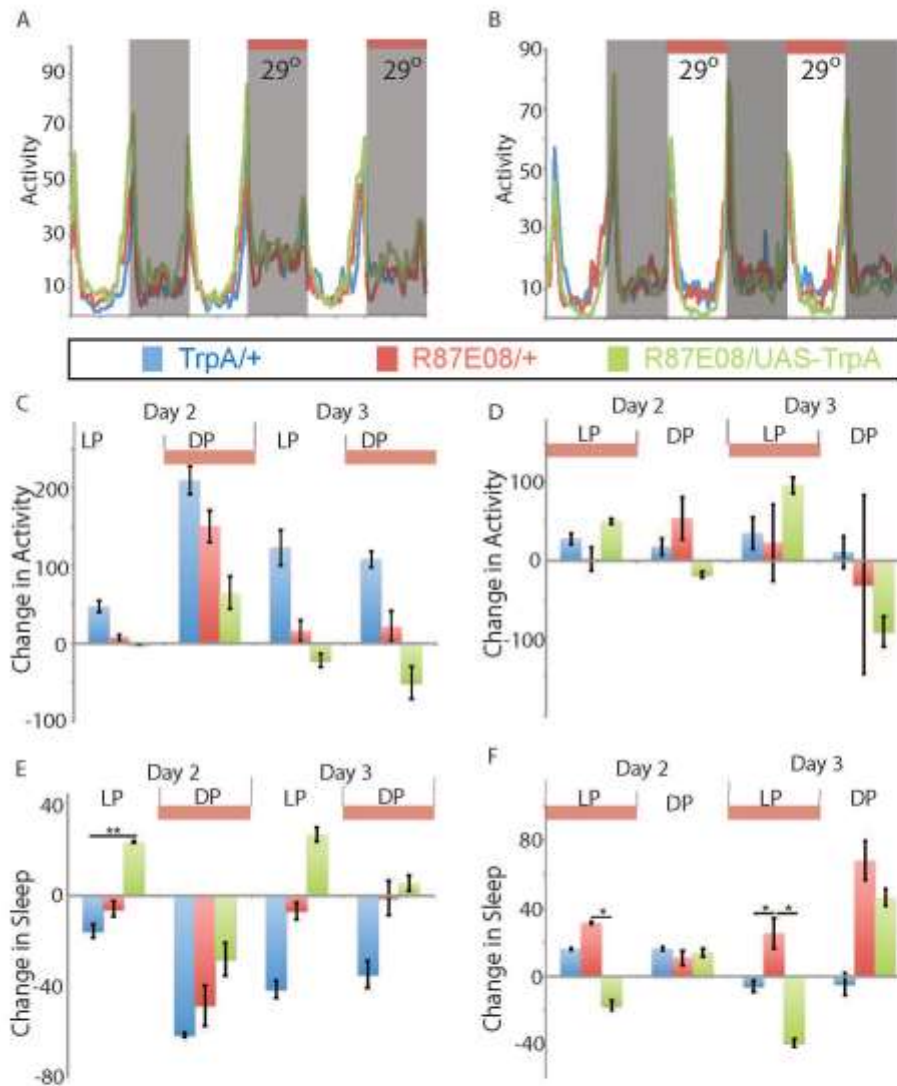 A
B
29°
29°
90
70
50
30
10
Activity
29°
29°
90
70
50
30
10
Activity
TrpA/+
R87E08/+
R87E08/UAS-TrpA
C
Day 2
Day 3
LP
DP
LP
DP
200
100
0
-100
Change in Activity
D
Day 2
Day 3
LP
DP
LP
DP
100
0
-100
Change in Activity
E
Day 2
Day 3
LP
DP
LP
DP
40
0
-40
-80
Change in Sleep
**
F
Day 2
Day 3
LP
DP
LP
DP
80
40
0
-40
Change in Sleep
*
* *